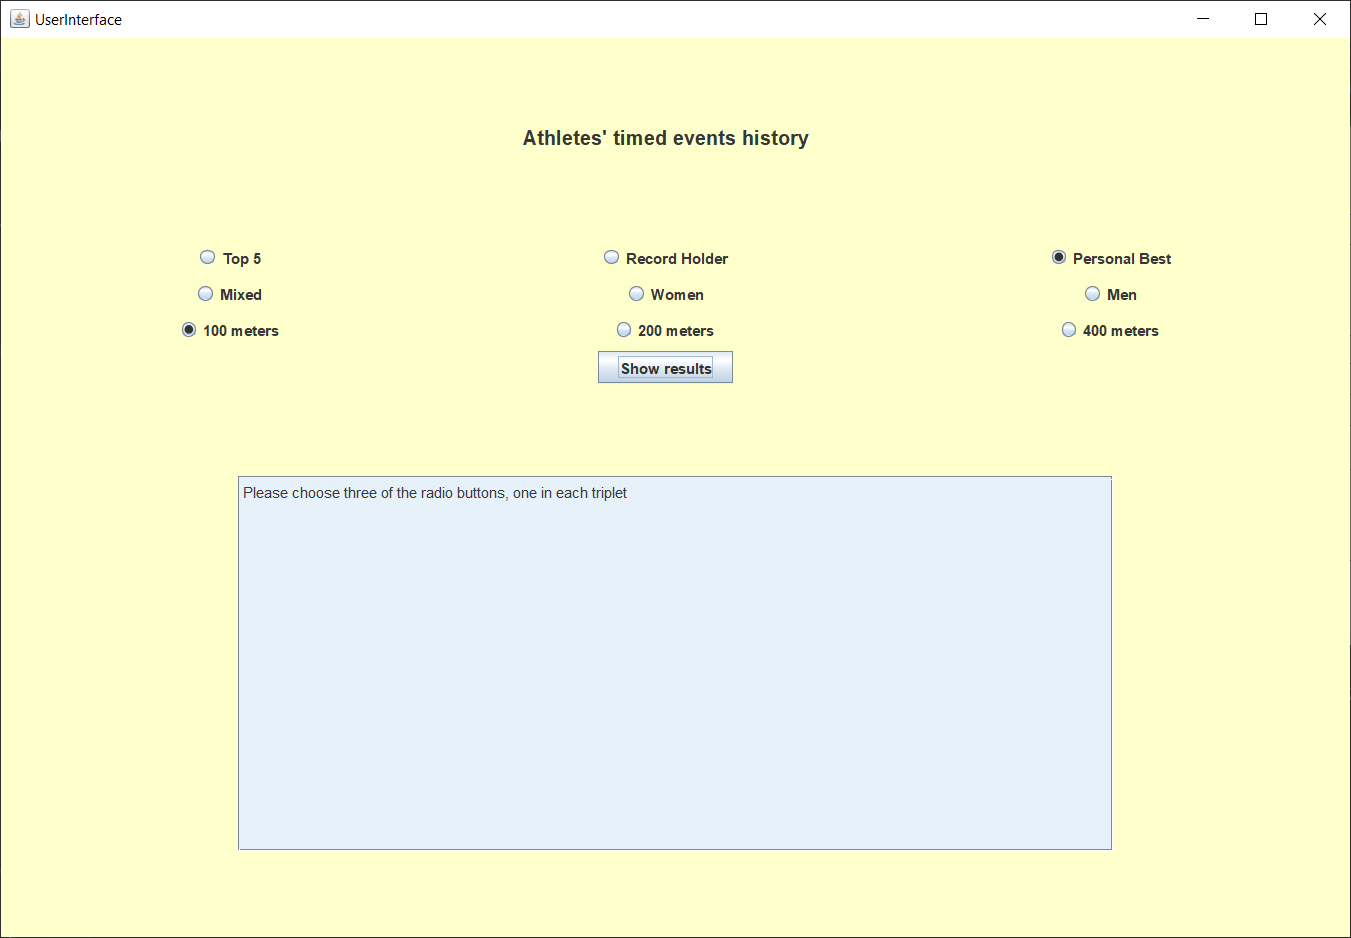 UserInterface
Athletes' timed events history
Top 5 Record Holder Personal Best
Mixed Women Men
100 meters 200 meters 400 meters
Show results
Please choose three of the radio buttons, one in each triplet